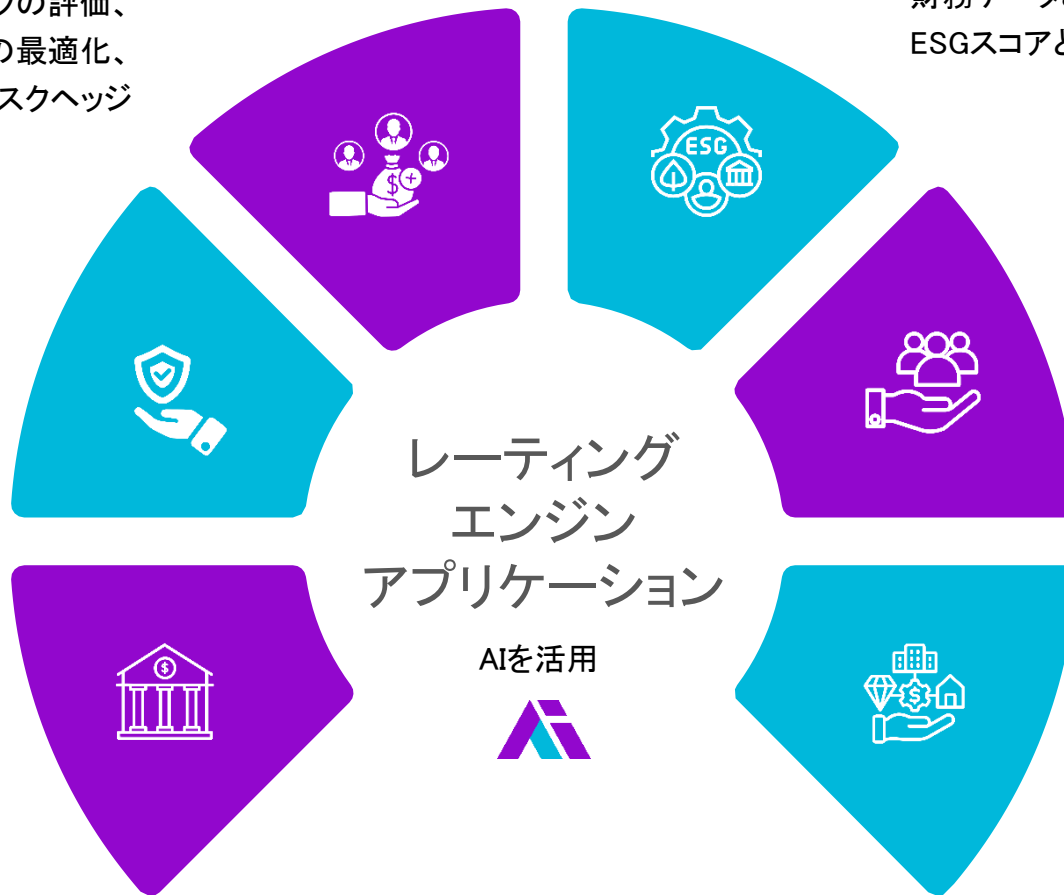 の評価、
の最適化、
スクヘッジ
ESGスコアと
ESG
レーティング
エンジン
アプリケーション
AIを活用